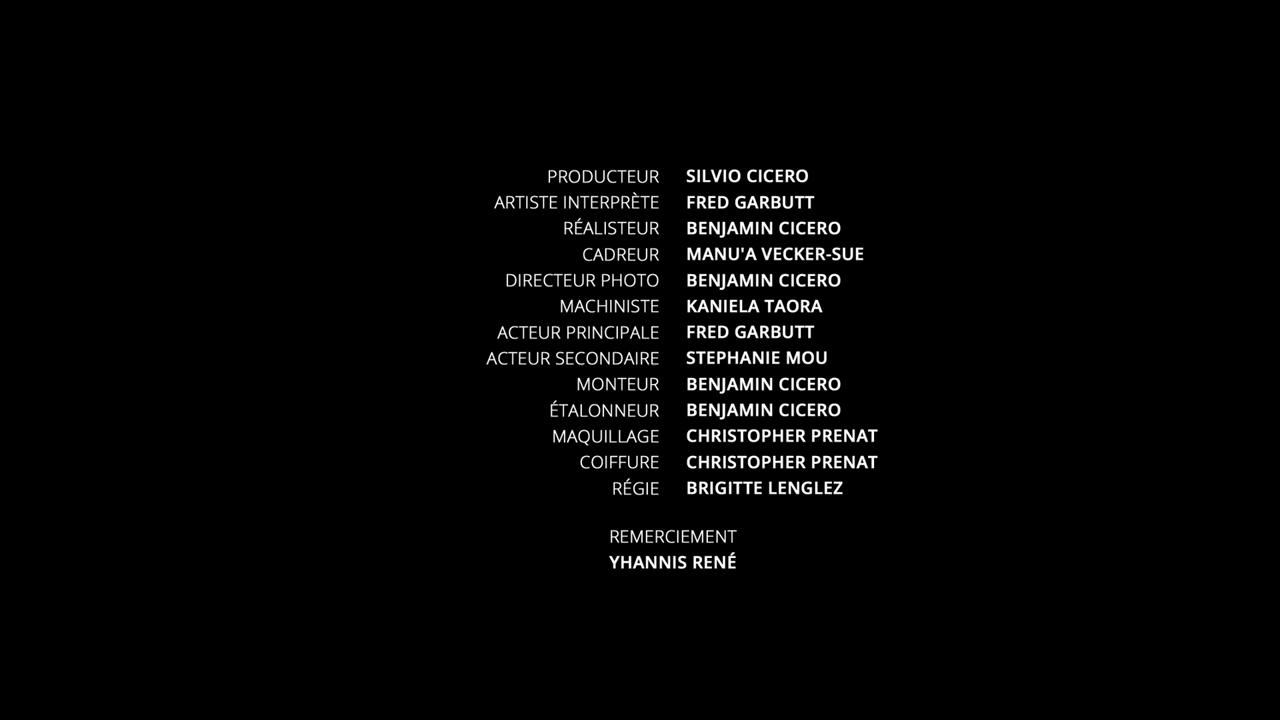 PRODUCTEUR SILVIO CICERO
ARTISTE INTERPRÈTE FRED GARBUTT
RÉALISTEUR BENJAMIN CICERO
CADREUR MANU'A VECKER-SUE
DIRECTEUR PHOTO BENJAMIN CICERO
MACHINISTE KANIELA TAORA
ACTEUR PRINCIPALE FRED GARBUTT
ACTEUR SECONDAIRE STEPHANIE MOU
MONTEUR BENJAMIN CICERO
ÉTALONNEUR BENJAMIN CICERO
MAQUILLAGE CHRISTOPHER PRENAT
COIFFURE CHRISTOPHER PRENAT
RÉGIE BRIGITTE LENGLEZ
REMERCIEMENT
YHANNIS RENÉ